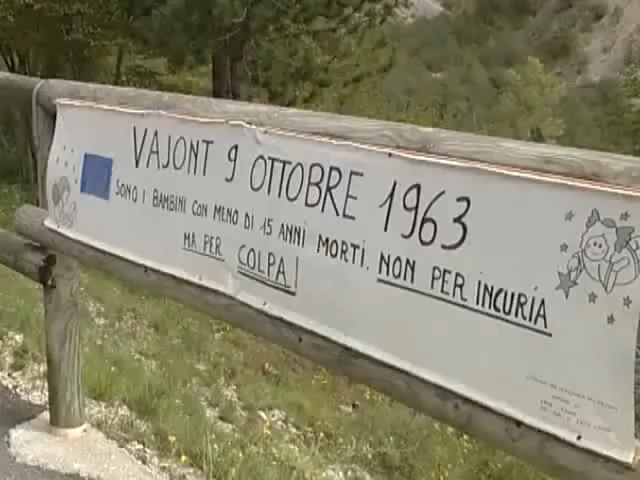 VAJONT 9 OTTOBRE 1963
SONO I BAMBINI CON MENO DI 15 ANNI MORTI. NON PER INCURIA
MA PER COLPA!